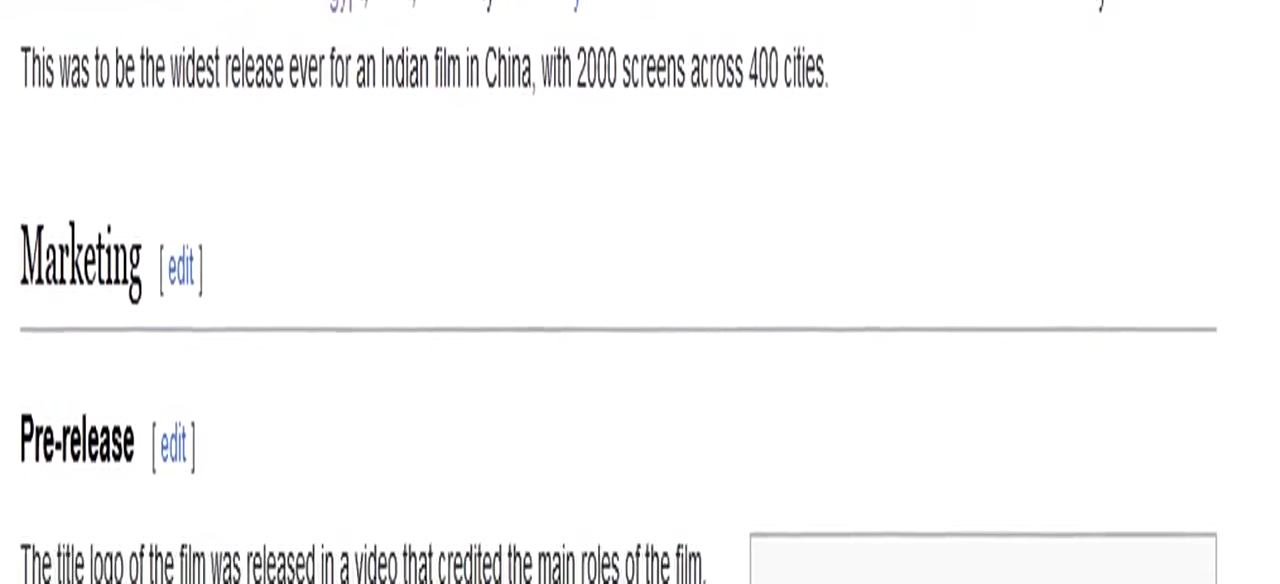 This was to be the widest release ever for an Indian film in China, with 2000 screens across 400 cities.
Marketing [ edit ]
Pre-release [ edit ]
The title logo of the film was released in a video that credited the main roles of the film.